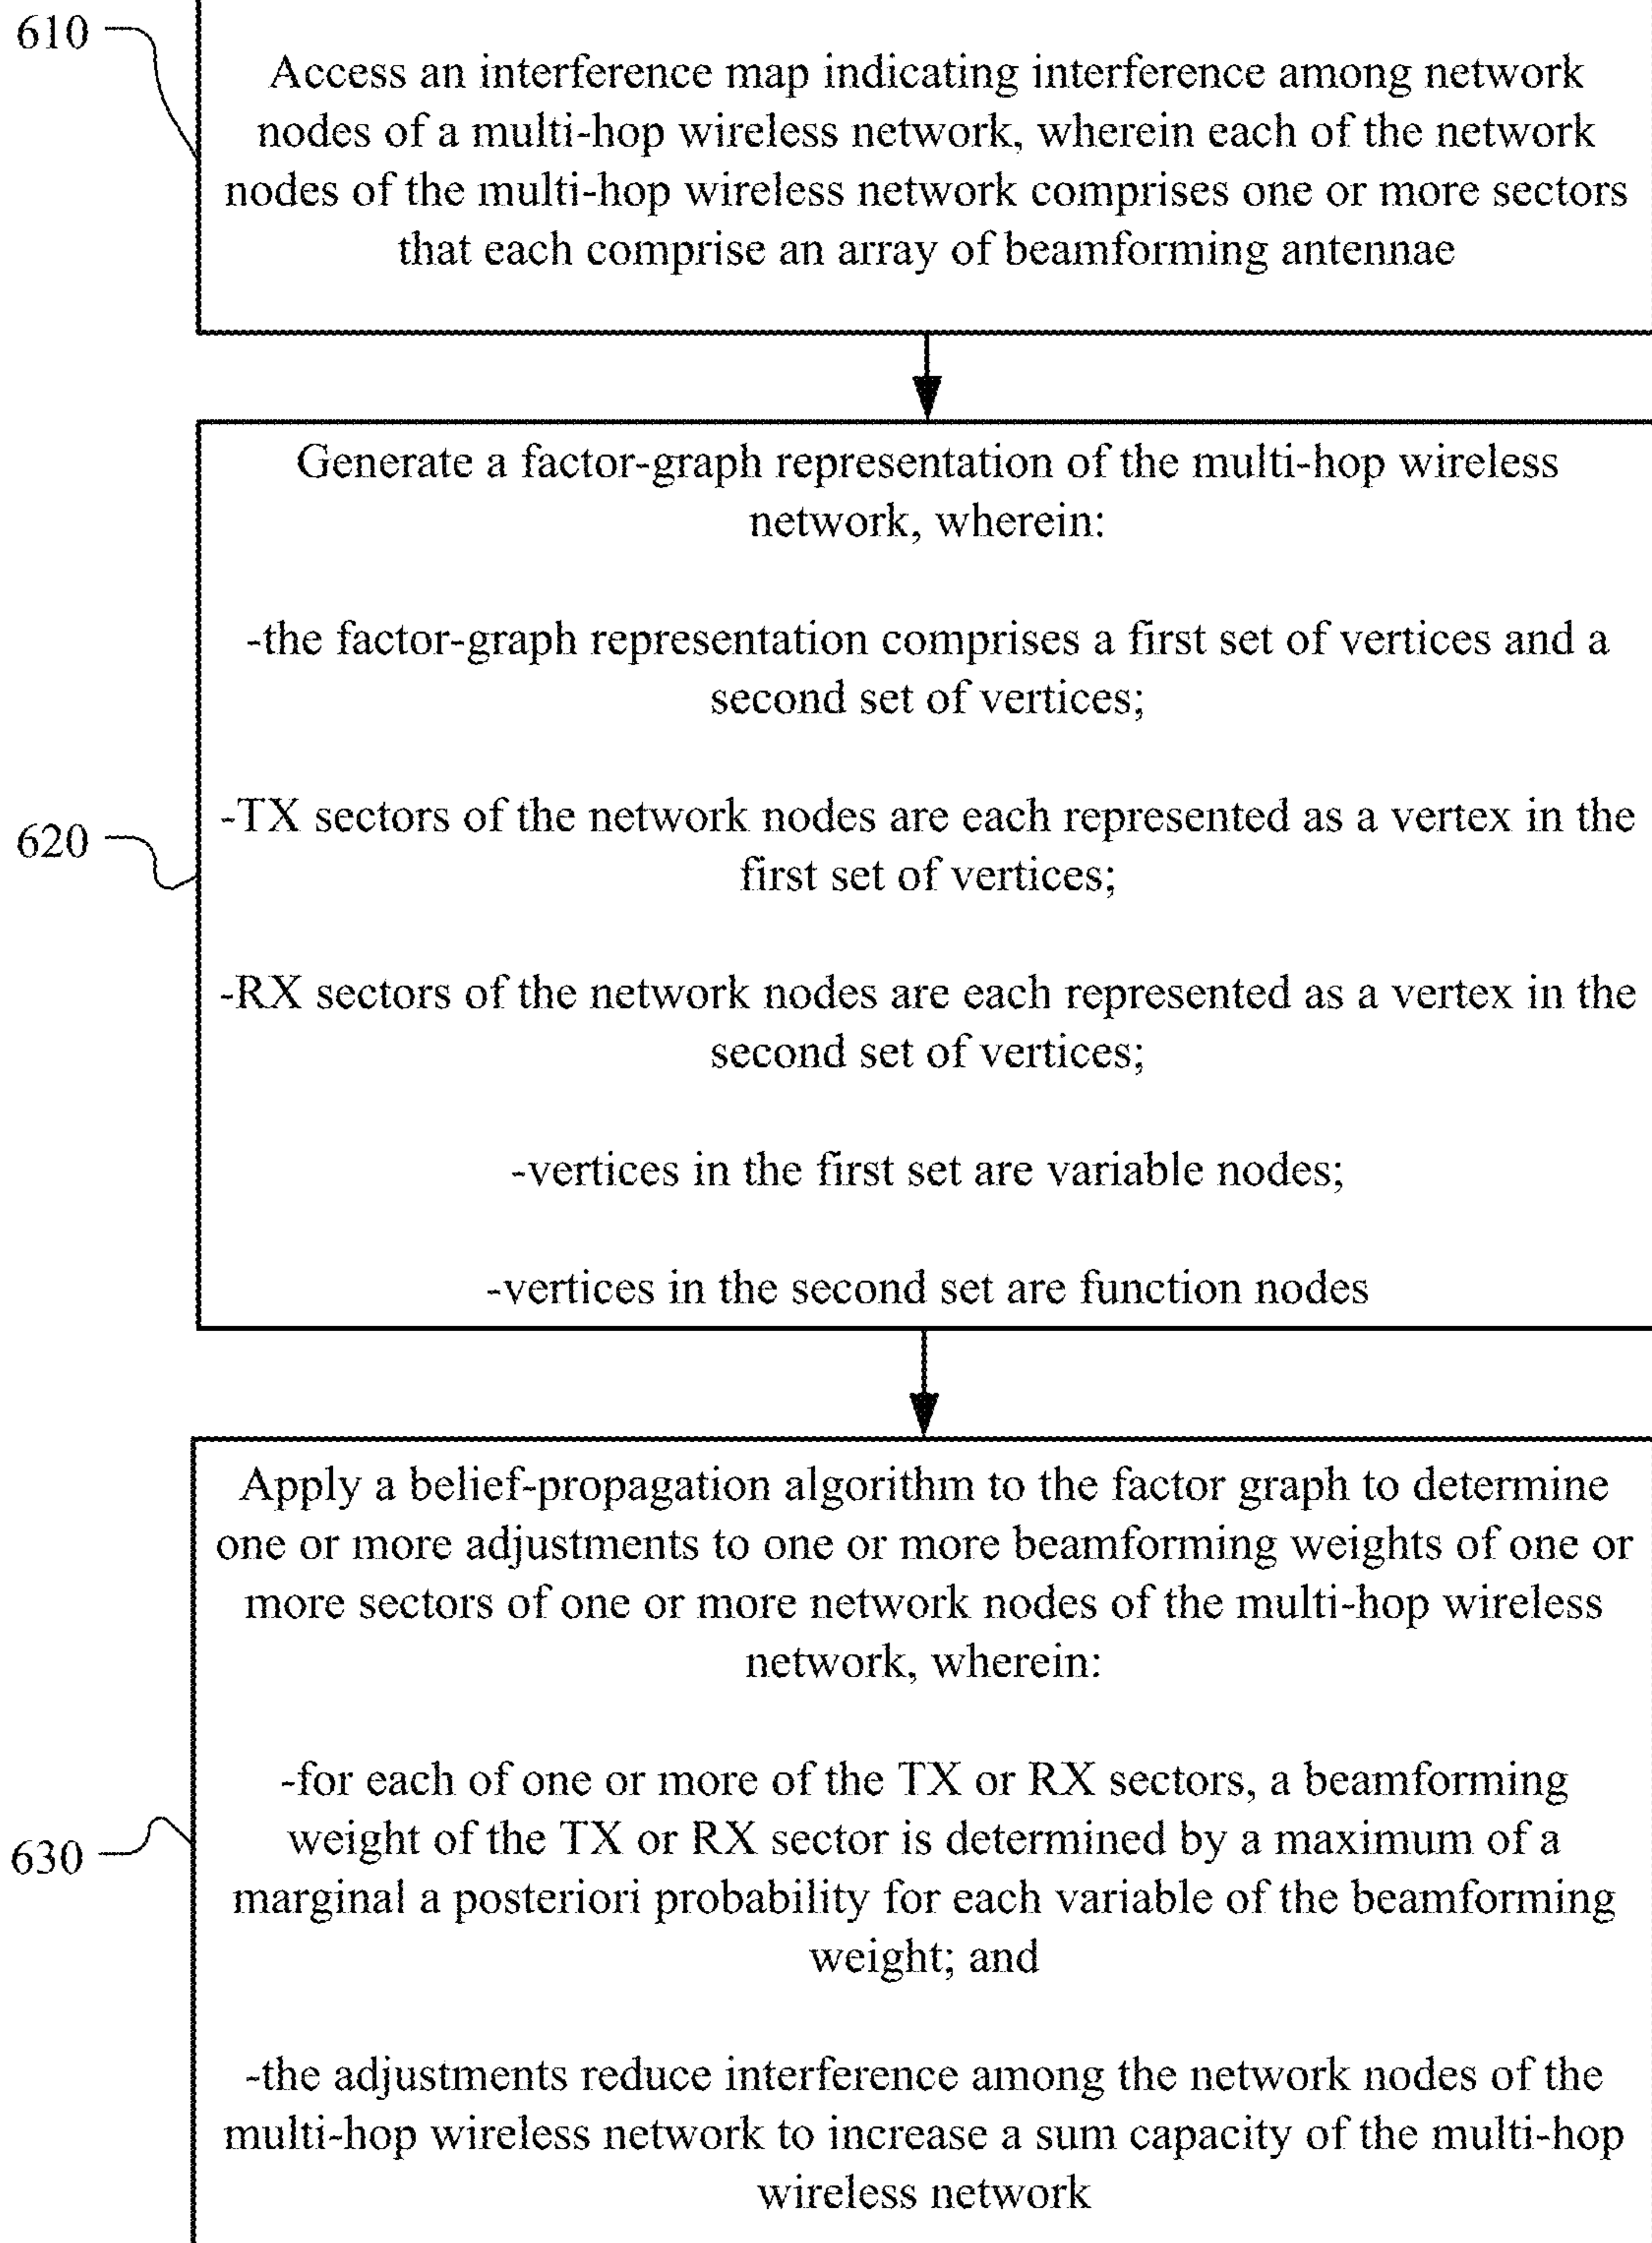 610
Access an interference map indicating interference among network
nodes of a multi-hop wireless network, wherein each of the network
nodes of the multi-hop wireless network comprises one or more sectors
that each comprise an array of beamforming antennae
620
Generate a factor-graph representation of the multi-hop wireless
network, wherein:
-the factor-graph representation comprises a first set of vertices and a
second set of vertices;
-TX sectors of the network nodes are each represented as a vertex in the
first set of vertices;
-RX sectors of the network nodes are each represented as a vertex in the
second set of vertices;
-vertices in the first set are variable nodes;
-vertices in the second set are function nodes
630
Apply a belief-propagation algorithm to the factor graph to determine
one or more adjustments to one or more beamforming weights of one or
more sectors of one or more network nodes of the multi-hop wireless
network, wherein:
-for each of one or more of the TX or RX sectors, a beamforming
weight of the TX or RX sector is determined by a maximum of a
marginal a posteriori probability for each variable of the beamforming
weight; and
-the adjustments reduce interference among the network nodes of the
multi-hop wireless network to increase a sum capacity of the multi-hop
wireless network